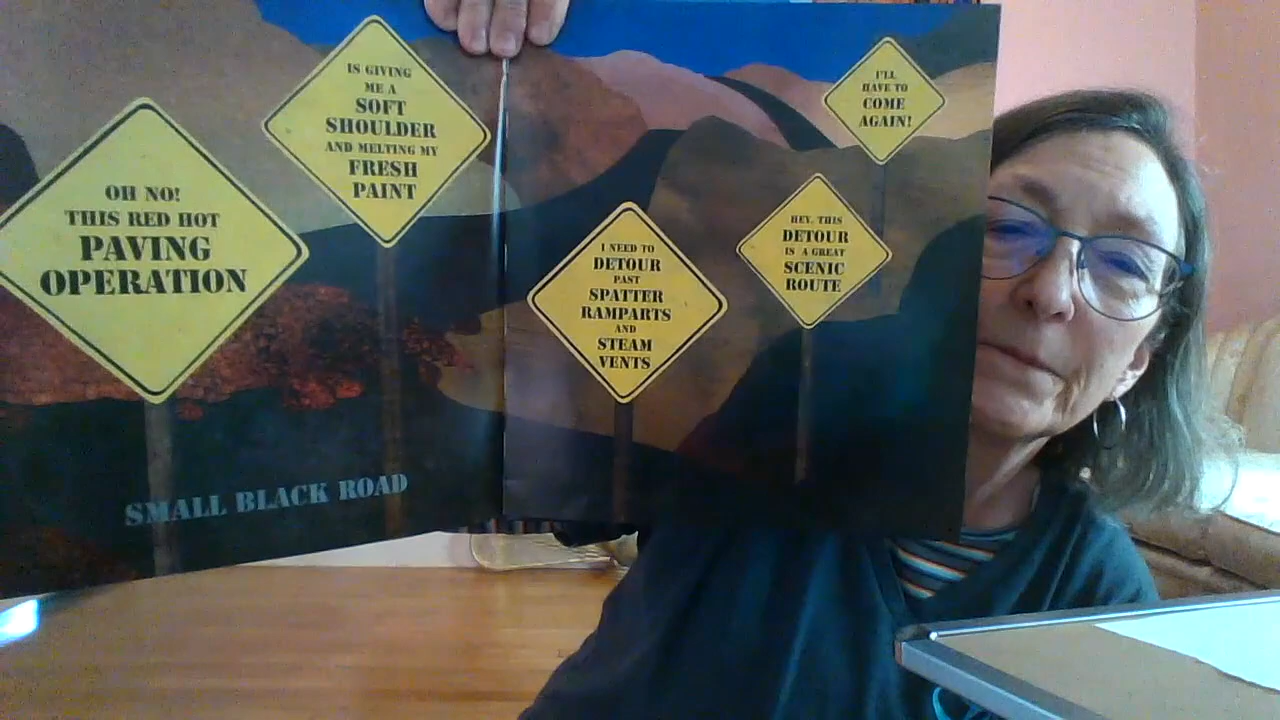 OH NO!
THIS RED HOT
PAVING
OPERATION
IS GIVING
ME A
SOFT
SHOULDER
AND MELTING MY
FRESH
PAINT
I NEED TO
DETOUR
PAST
SPATTER
RAMPARTS
AND
STEAM
VENTS
HEY, THIS
DETOUR
IS A GREAT
SCENIC
ROUTE
I'LL
HAVE TO
COME
AGAIN!
SMALL BLACK ROAD